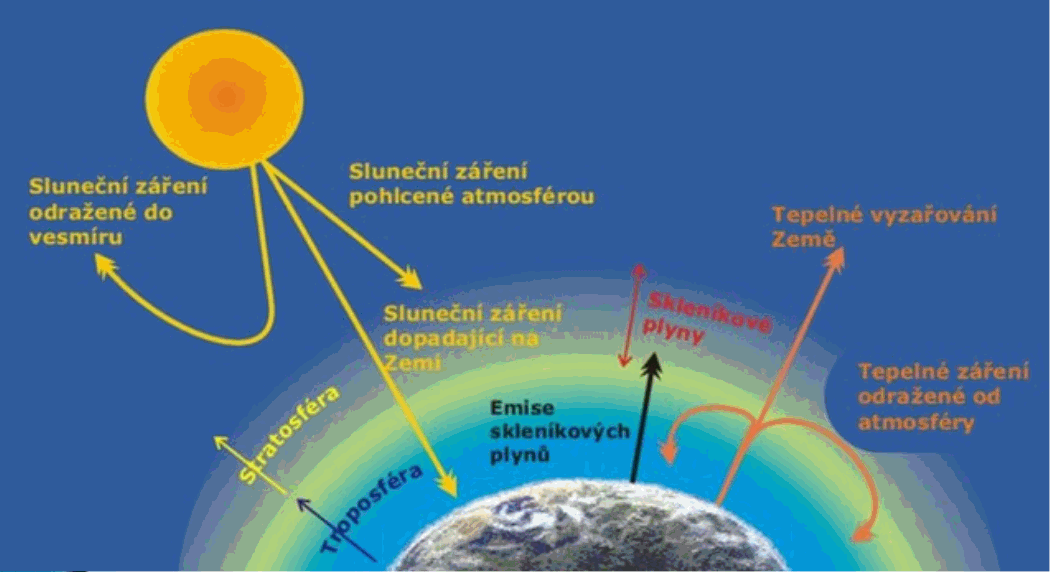 Sluneční záření
odražené do
vesmíru
Sluneční záření
pohlcené atmosférou
Tepelné vyzařování
Země
Sluneční záření
dopadající na
Zemi
Skleníkové
plyny
Tepelné záření
odražené od
atmosféry
Emise
skleníkových
plynů
Stratosféra
Troposféra